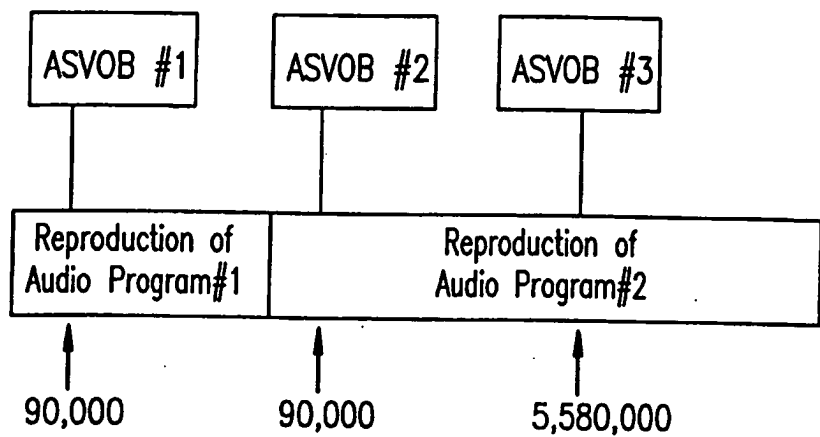 ASVOB #1
ASVOB #2
ASVOB #3
Reproduction of
Audio Program#1
Reproduction of
Audio Program#2
90,000
90,000
5,580,000